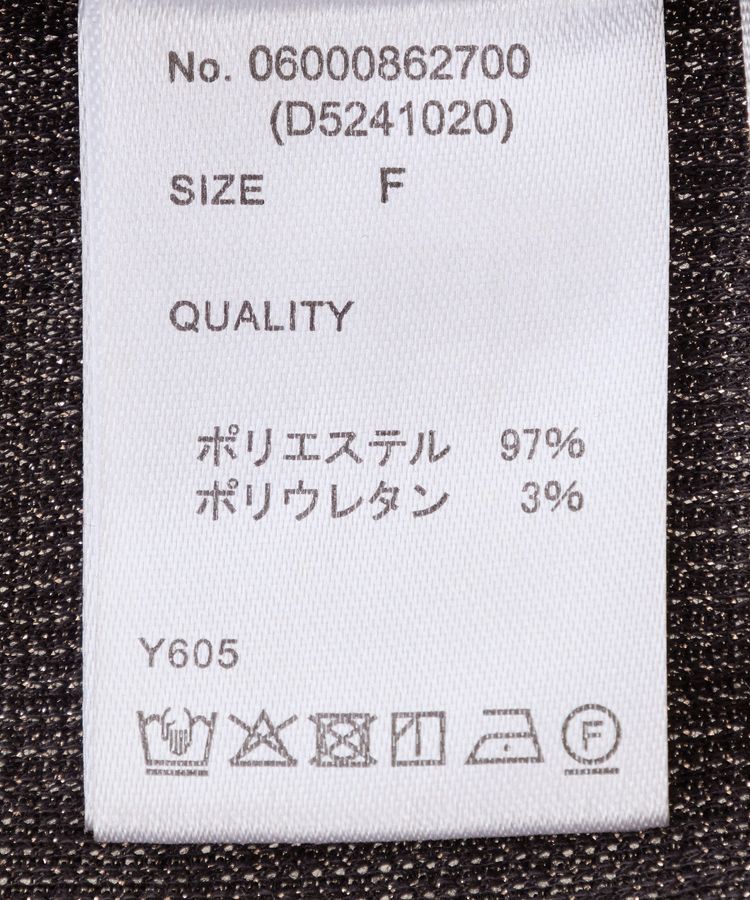 No. 06000862700
(D5241020)
SIZE F
QUALITY
ポリエステル 97%
ポリウレタン 3%
Y605
F